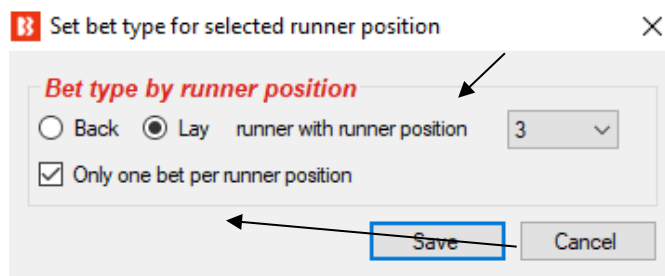 Set bet type for selected runner position
Bet type by runner position
Back Lay runner with runner position 3
Only one bet per runner position
Save Cancel